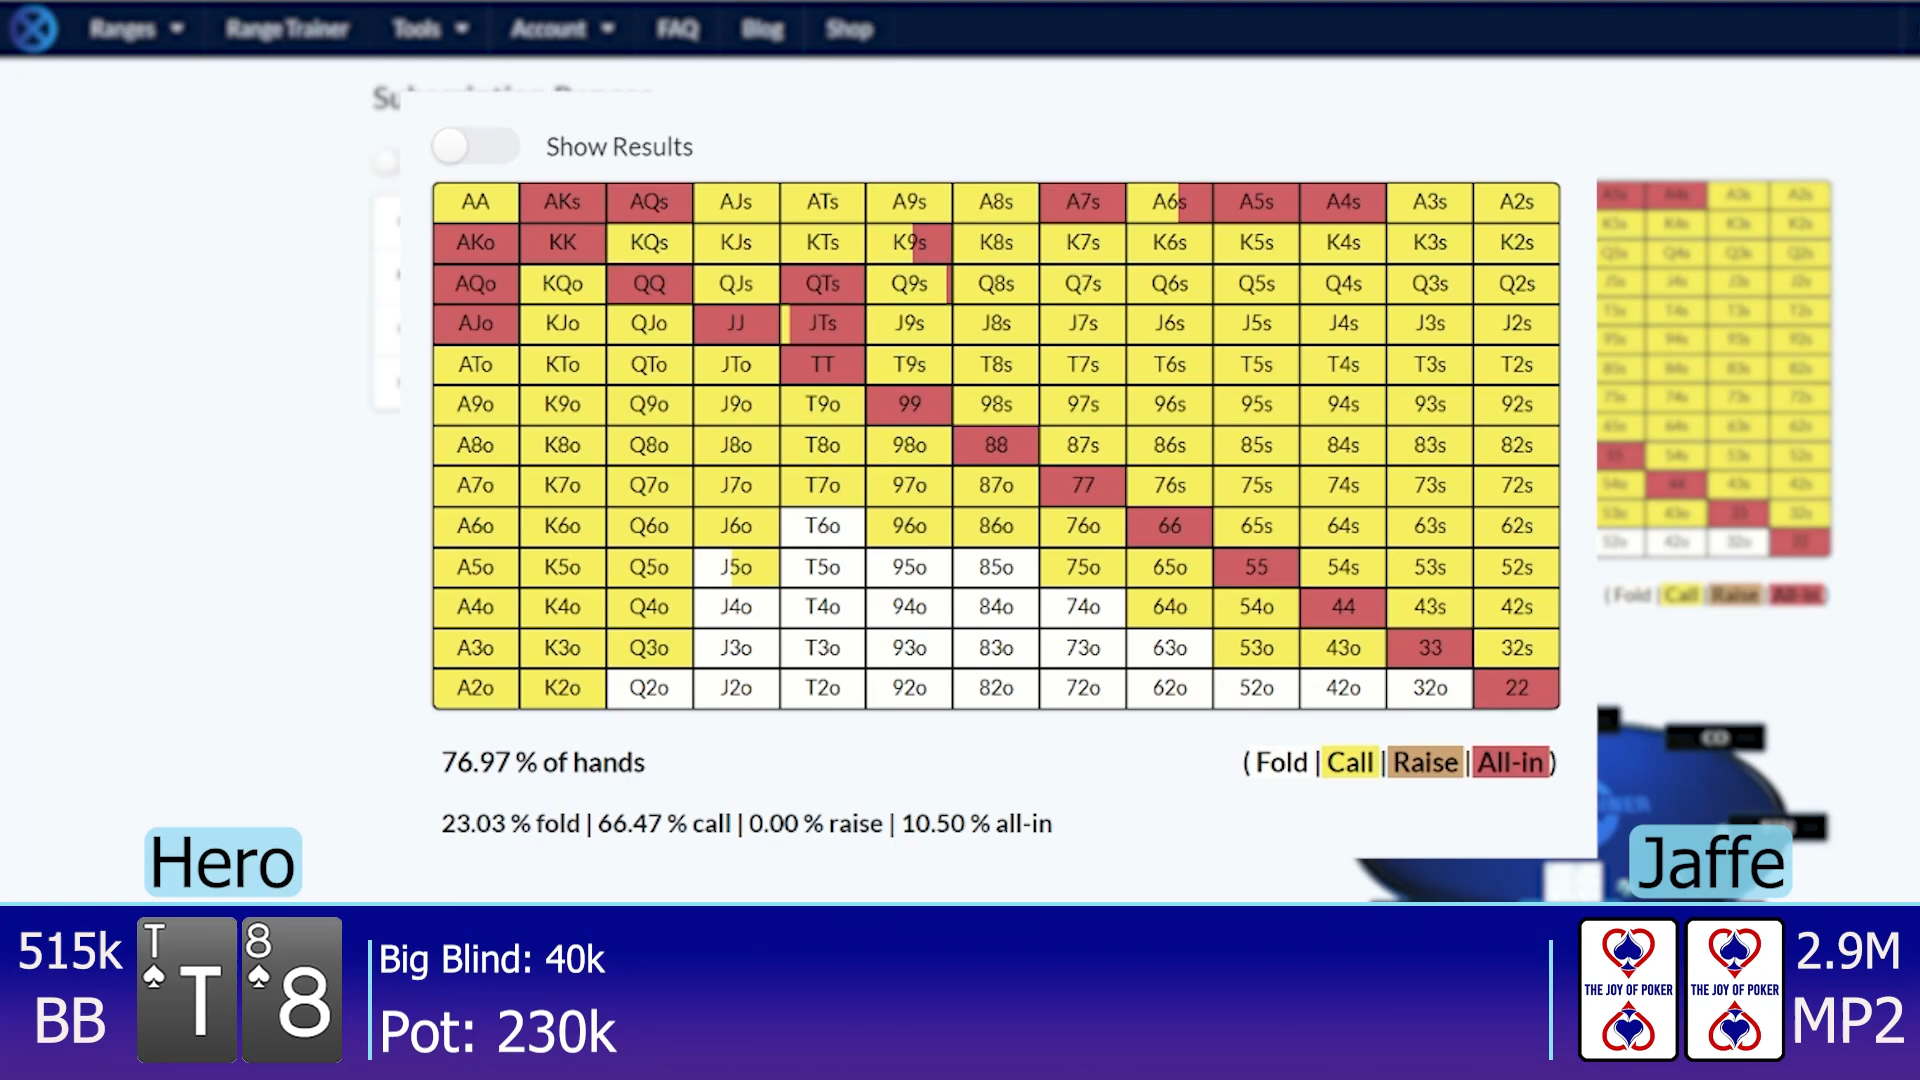 Ranges Range Trainer Tools Account FAQ Blog Shop
Show Results
AA AKs AQs AJs ATs A9s A8s A7s A6s A5s A4s A3s A2s
AKo KK KQs KJs KTs K9s K8s K7s K6s K5s K4s K3s K2s
AQo KQo QQ QJs QTs Q9s Q8s Q7s Q6s Q5s Q4s Q3s Q2s
AJo KJo QJo JJ JTs J9s J8s J7s J6s J5s J4s J3s J2s
ATo KTo QTo JTo TT T9s T8s T7s T6s T5s T4s T3s T2s
A9o K9o Q9o J9o T9o 99 98s 97s 96s 95s 94s 93s 92s
A8o K8o Q8o J8o T8o 98o 88 87s 86s 85s 84s 83s 82s
A7o K7o Q7o J7o T7o 97o 87o 77 76s 75s 74s 73s 72s
A6o K6o Q6o J6o T6o 96o 86o 76o 66 65s 64s 63s 62s
A5o K5o Q5o J5o T5o 95o 85o 75o 65o 55 54s 53s 52s
A4o K4o Q4o J4o T4o 94o 84o 74o 64o 54o 44 43s 42s
A3o K3o Q3o J3o T3o 93o 83o 73o 63o 53o 43o 33 32s
A2o K2o Q2o J2o T2o 92o 82o 72o 62o 52o 42o 32o 22
76.97 % of hands
( Fold | Call | Raise | All-in )
23.03 % fold | 66.47 % call | 0.00 % raise | 10.50 % all-in
( Fold | Call | Raise | All-in )
CO
Hero
Jaffe
515k
BB
T T
8 8
Big Blind: 40k
Pot: 230k
THE JOY OF POKER
THE JOY OF POKER
2.9M
MP2